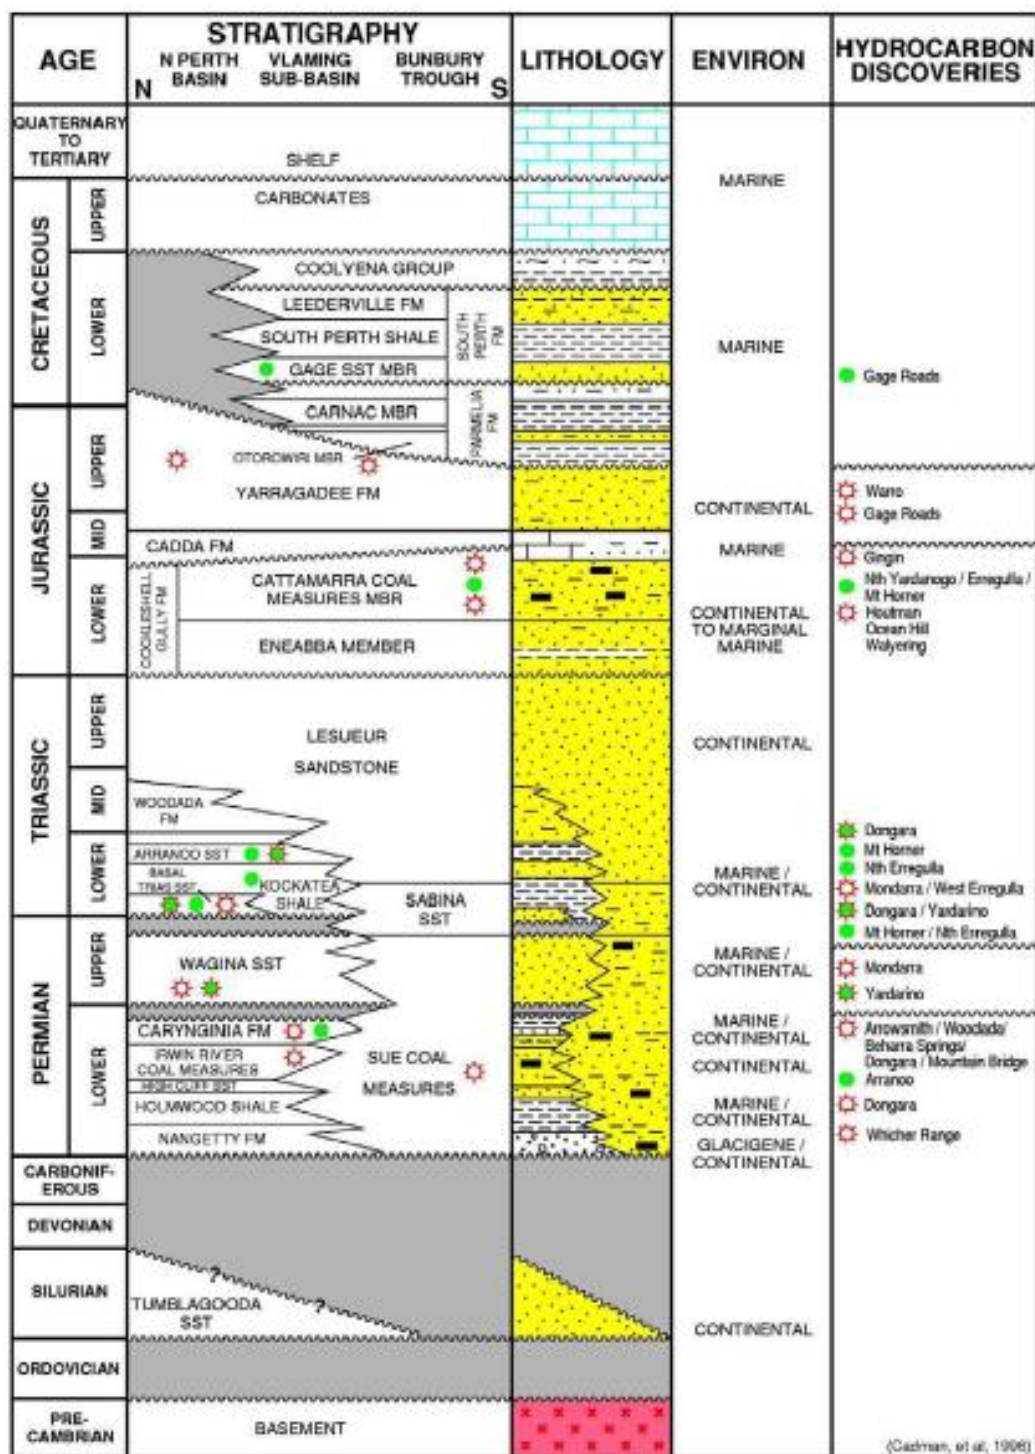 AGE
STRATIGRAPHY
N PERTH BASIN
VLAMING SUB-BASIN
BUNBURY TROUGH
N
S
LITHOLOGY
ENVIRON
HYDROCARBON DISCOVERIES
QUATERNARY
TO
TERTIARY
SHELF
CARBONATES
MARINE
CRETACEOUS
UPPER
LOWER
COOLYENA GROUP
LEEDERVILLE FM
SOUTH PERTH SHALE
GAGE SST MBR
SOUTH PERTH FM
MARINE
Gage Roads
CARNAC MBR
PARMELIA FM
OTOROWIRI MBR
JURASSIC
UPPER
MID
LOWER
YARRAGADEE FM
CONTINENTAL
Warro
Gage Roads
CADDA FM
MARINE
Gingin
COCKLESHELL GULLY FM
CATTAMARRA COAL
MEASURES MBR
ENEABBA MEMBER
CONTINENTAL
TO MARGINAL
MARINE
Nth Yardanogo / Erregulla /
Mt Horner
Houtman
Ocean Hill
Walyering
TRIASSIC
UPPER
MID
LOWER
LESUEUR
SANDSTONE
CONTINENTAL
WOODADA
FM
ARRANOO SST
BASAL
TRIAS SST
KOCKATEA
SHALE
SABINA
SST
MARINE /
CONTINENTAL
Dongara
Mt Horner
Nth Erregulla
Mondarra / West Erregulla
Dongara / Yardarino
Mt Horner / Nth Erregulla
PERMIAN
UPPER
LOWER
WAGINA SST
MARINE /
CONTINENTAL
Mondarra
Yardarino
CARYNGINIA FM
IRWIN RIVER
COAL MEASURES
HIGH CLIFF SST
HOLMWOOD SHALE
NANGETTY FM
SUE COAL
MEASURES
MARINE /
CONTINENTAL
CONTINENTAL
MARINE /
CONTINENTAL
GLACIGENE /
CONTINENTAL
Arrowsmith / Woodada/
Beharra Springs/
Dongara / Mountain Bridge
Arranoo
Dongara
Whicher Range
CARBONIF-
EROUS
DEVONIAN
SILURIAN
?
?
TUMBLAGOODA
SST
CONTINENTAL
ORDOVICIAN
PRE-
CAMBRIAN
BASEMENT
(Cadman, et al, 1996)